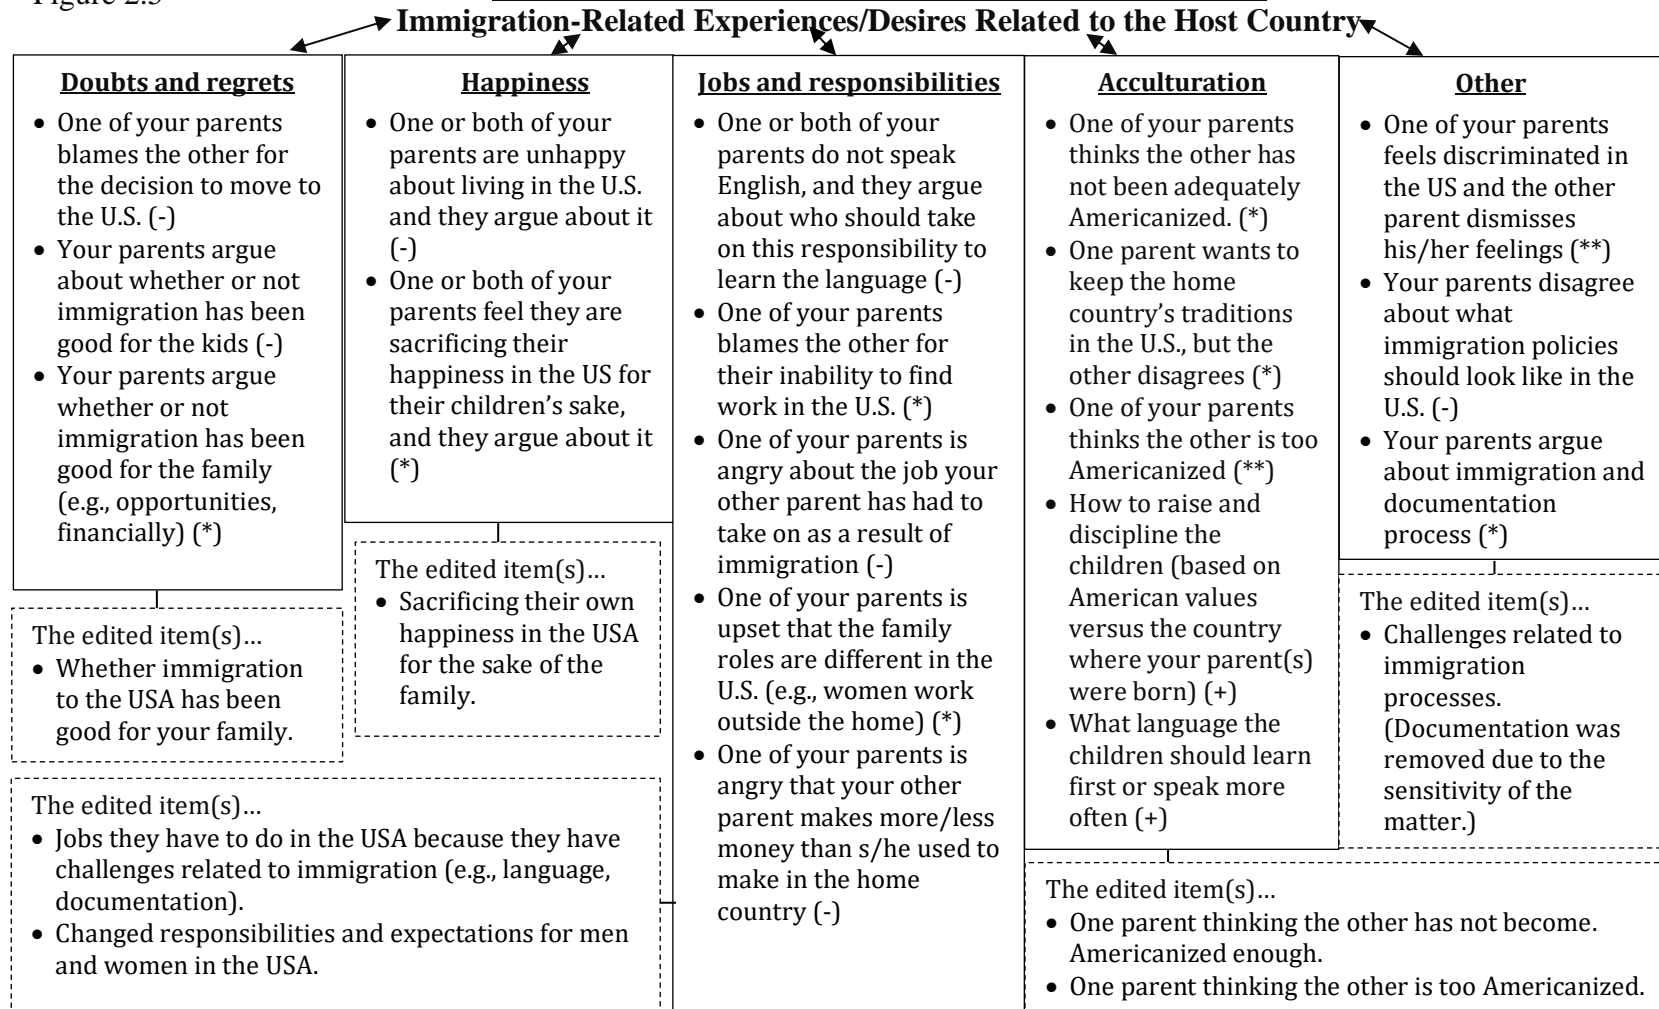 Figure 2.3
Immigration-Related Experiences/Desires Related to the Host Country
Doubts and regrets
• One of your parents
blames the other for
the decision to move to
the U.S. (-)
• Your parents argue
about whether or not
immigration has been
good for the kids (-)
• Your parents argue
whether or not
immigration has been
good for the family
(e.g., opportunities,
financially) (*)
The edited item(s)…
• Whether immigration
to the USA has been
good for your family.
Happiness
• One or both of your
parents are unhappy
about living in the U.S.
and they argue about it
(-)
• One or both of your
parents feel they are
sacrificing their
happiness in the US for
their children’s sake,
and they argue about it
(*)
The edited item(s)…
• Sacrificing their own
happiness in the USA
for the sake of the
family.
Jobs and responsibilities
• One or both of your
parents do not speak
English, and they argue
about who should take
on this responsibility to
learn the language (-)
• One of your parents
blames the other for
their inability to find
work in the U.S. (*)
• One of your parents is
angry about the job your
other parent has had to
take on as a result of
immigration (-)
• One of your parents is
upset that the family
roles are different in the
U.S. (e.g., women work
outside the home) (*)
• One of your parents is
angry that your other
parent makes more/less
money than s/he used to
make in the home
country (-)
The edited item(s)…
• Jobs they have to do in the USA because they have
challenges related to immigration (e.g., language,
documentation).
• Changed responsibilities and expectations for men
and women in the USA.
Acculturation
• One of your parents
thinks the other has
not been adequately
Americanized. (*)
• One parent wants to
keep the home
country’s traditions
in the U.S., but the
other disagrees (*)
• One of your parents
thinks the other is too
Americanized (**)
• How to raise and
discipline the
children (based on
American values
versus the country
where your parent(s)
were born) (+)
• What language the
children should learn
first or speak more
often (+)
The edited item(s)…
• One parent thinking the other has not become.
Americanized enough.
• One parent thinking the other is too Americanized.
Other
• One of your parents
feels discriminated in
the US and the other
parent dismisses
his/her feelings (**)
• Your parents disagree
about what
immigration policies
should look like in the
U.S. (-)
• Your parents argue
about immigration and
documentation
process (*)
The edited item(s)…
• Challenges related to
immigration
processes.
(Documentation was
removed due to the
sensitivity of the
matter.)